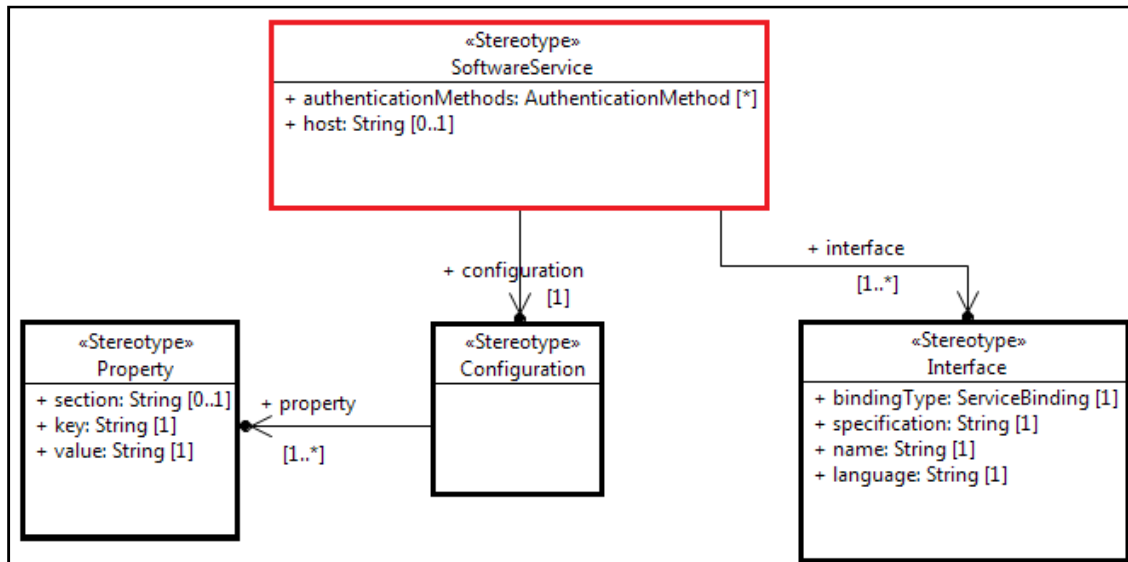 «Stereotype»
SoftwareService
+ authenticationMethods: AuthenticationMethod [*]
+ host: String [0..1]
+ configuration
[1]
+ interface
[1..*]
«Stereotype»
Property
+ section: String [0..1]
+ key: String [1]
+ value: String [1]
+ property
[1..*]
«Stereotype»
Configuration
«Stereotype»
Interface
+ bindingType: ServiceBinding [1]
+ specification: String [1]
+ name: String [1]
+ language: String [1]